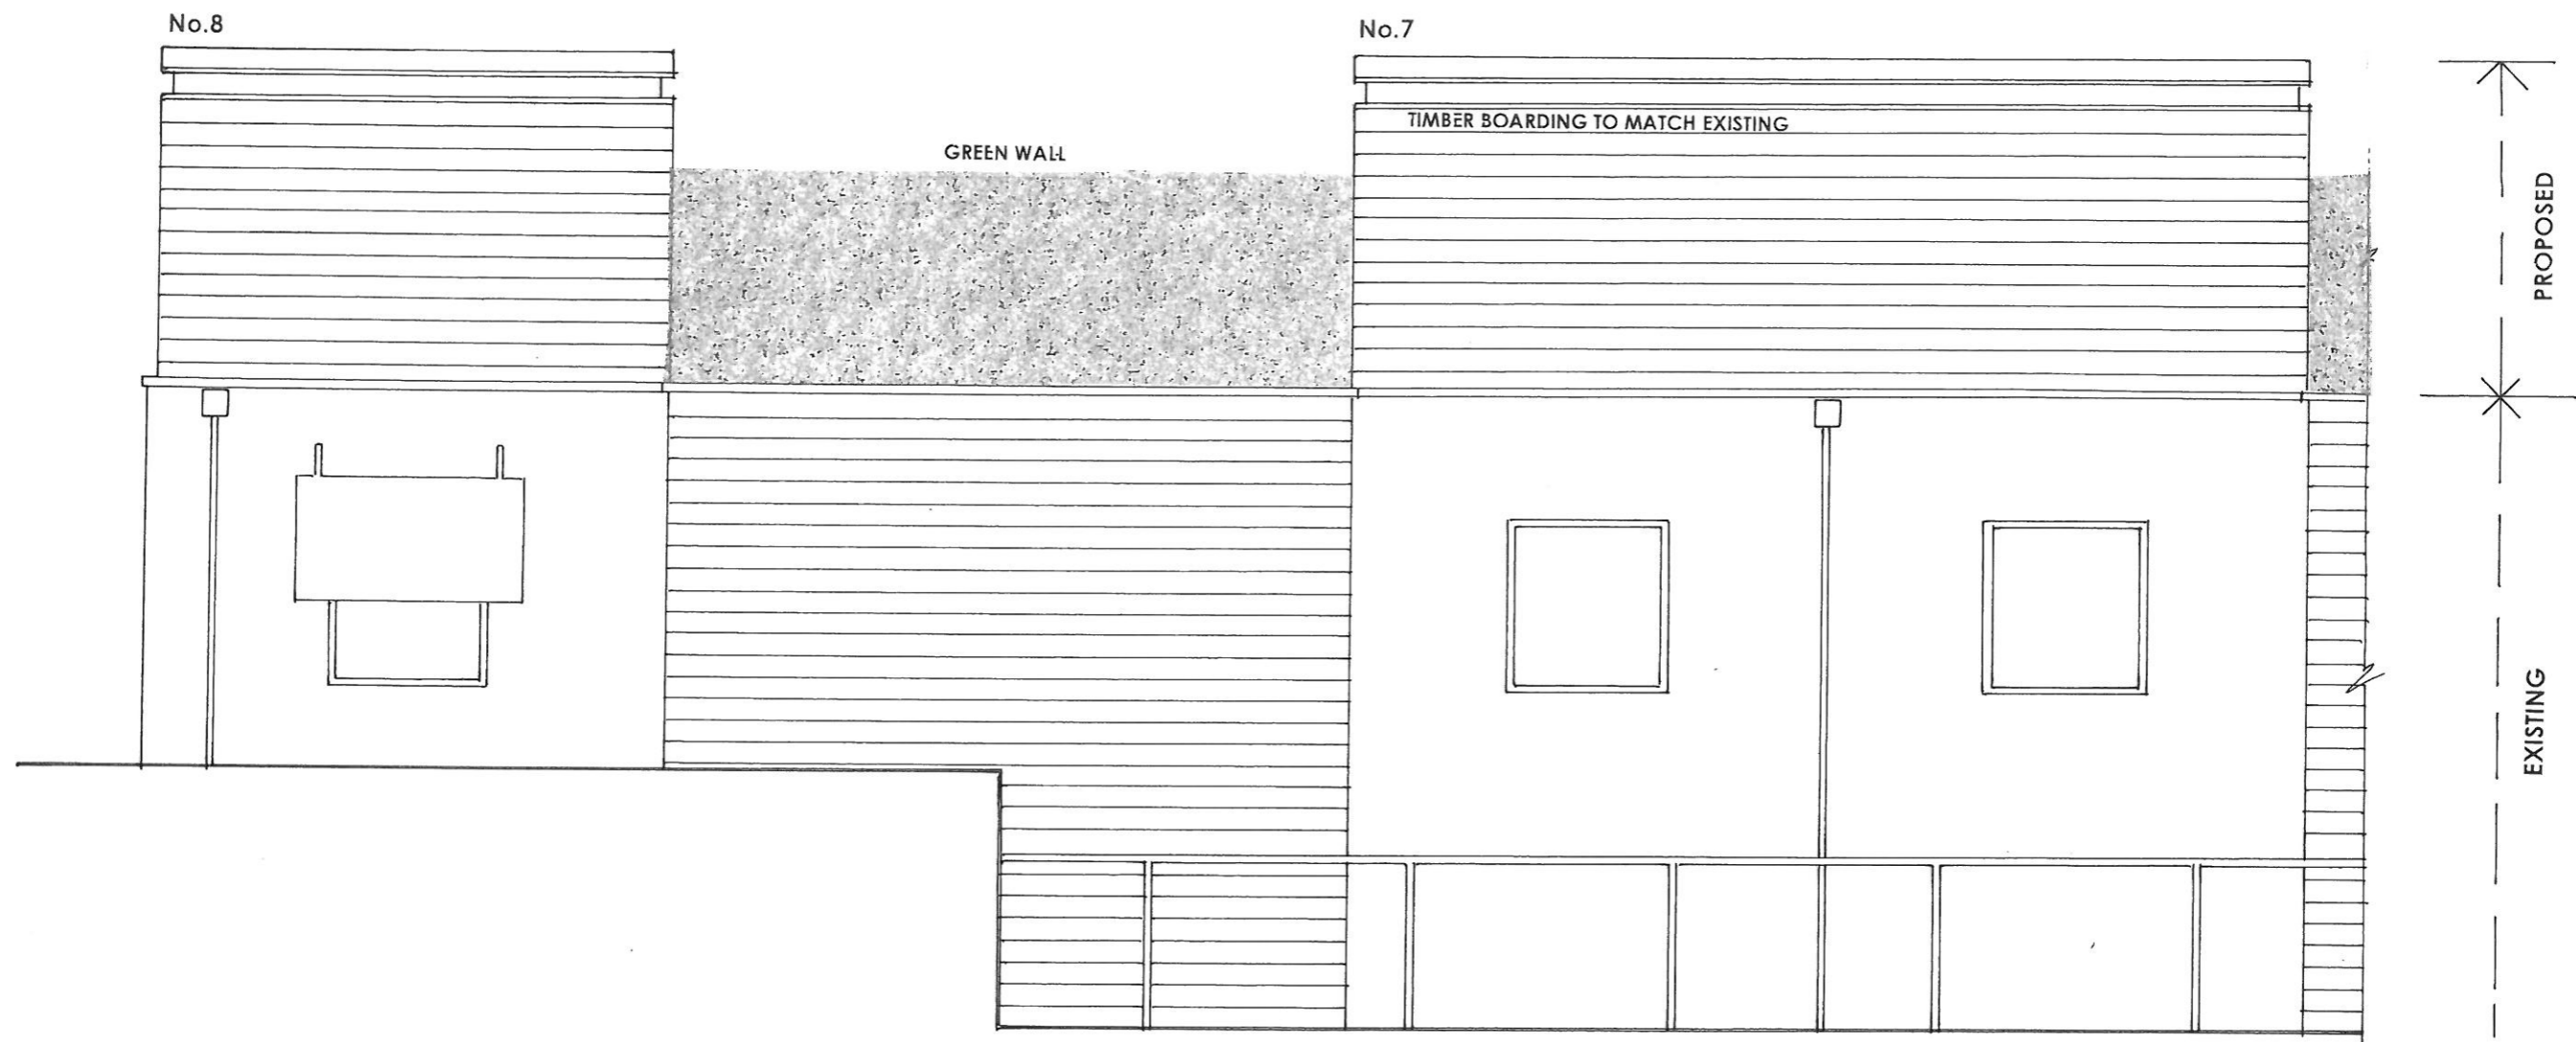 No.8
No.7
TIMBER BOARDING TO MATCH EXISTING
GREEN WALL
PROPOSED
EXISTING